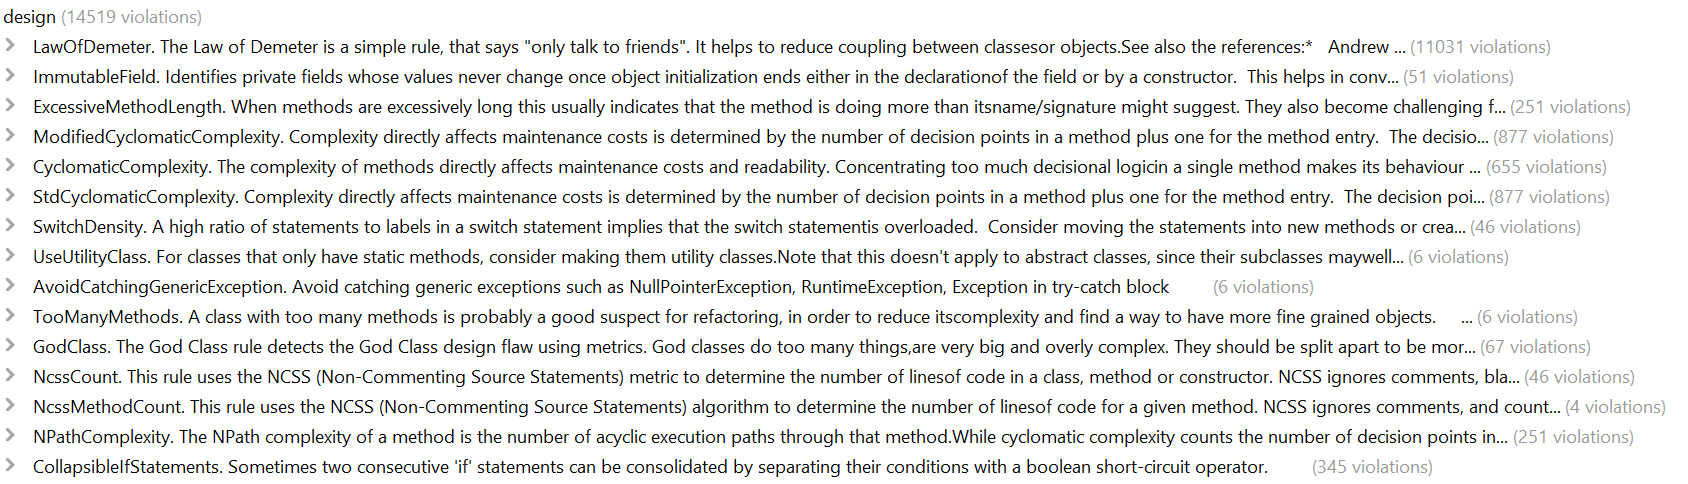 design (14519 violations)
LawOfDemeter. The Law of Demeter is a simple rule, that says "only talk to friends". It helps to reduce coupling between classesor objects.See also the references:* Andrew ... (11031 violations)
ImmutableField. Identifies private fields whose values never change once object initialization ends either in the declarationof the field or by a constructor. This helps in conv... (51 violations)
ExcessiveMethodLength. When methods are excessively long this usually indicates that the method is doing more than itsname/signature might suggest. They also become challenging f... (251 violations)
ModifiedCyclomaticComplexity. Complexity directly affects maintenance costs is determined by the number of decision points in a method plus one for the method entry. The decisio... (877 violations)
CyclomaticComplexity. The complexity of methods directly affects maintenance costs and readability. Concentrating too much decisional logicin a single method makes its behaviour ... (655 violations)
StdCyclomaticComplexity. Complexity directly affects maintenance costs is determined by the number of decision points in a method plus one for the method entry. The decision poi... (877 violations)
SwitchDensity. A high ratio of statements to labels in a switch statement implies that the switch statementis overloaded. Consider moving the statements into new methods or crea... (46 violations)
UseUtilityClass. For classes that only have static methods, consider making them utility classes.Note that this doesn't apply to abstract classes, since their subclasses maywell... (6 violations)
AvoidCatchingGenericException. Avoid catching generic exceptions such as NullPointerException, RuntimeException, Exception in try-catch block (6 violations)
TooManyMethods. A class with too many methods is probably a good suspect for refactoring, in order to reduce itscomplexity and find a way to have more fine grained objects. ... (6 violations)
GodClass. The God Class rule detects the God Class design flaw using metrics. God classes do too many things,are very big and overly complex. They should be split apart to be mor... (67 violations)
NcssCount. This rule uses the NCSS (Non-Commenting Source Statements) metric to determine the number of linesof code in a class, method or constructor. NCSS ignores comments, bla... (46 violations)
NcssMethodCount. This rule uses the NCSS (Non-Commenting Source Statements) algorithm to determine the number of linesof code for a given method. NCSS ignores comments, and count... (4 violations)
NPathComplexity. The NPath complexity of a method is the number of acyclic execution paths through that method.While cyclomatic complexity counts the number of decision points in... (251 violations)
CollapsibleIfStatements. Sometimes two consecutive 'if' statements can be consolidated by separating their conditions with a boolean short-circuit operator. (345 violations)